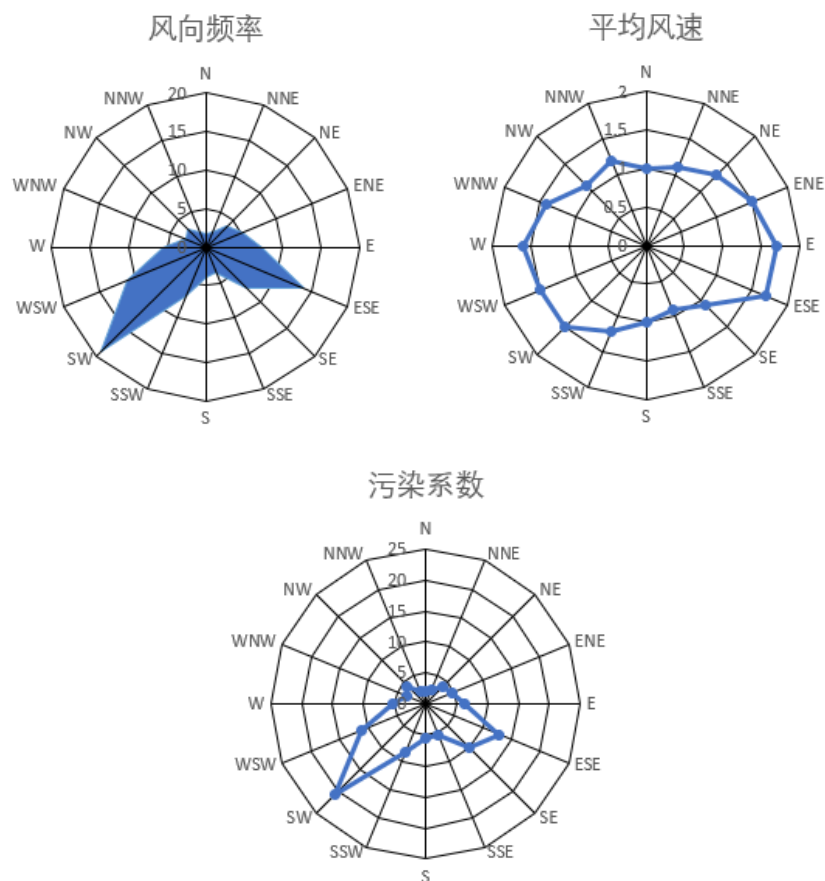 风向频率
N
NNE
NE
ENE
E
ESE
SE
SSE
S
SSW
SW
WSW
W
WNW
NW
NNW
20
15
10
5
0
平均风速
N
NNE
NE
ENE
E
ESE
SE
SSE
S
SSW
SW
WSW
W
WNW
NW
NNW
2
1.5
1
0.5
0
污染系数
N
NNE
NE
ENE
E
ESE
SE
SSE
S
SSW
SW
WSW
W
WNW
NW
NNW
25
20
15
10
5
0